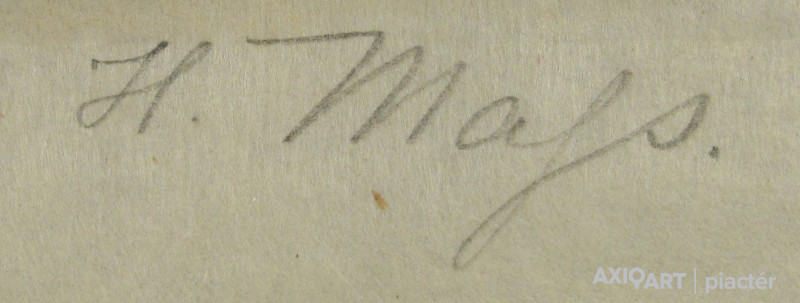 H. Maſs.
AXIOART | piactér